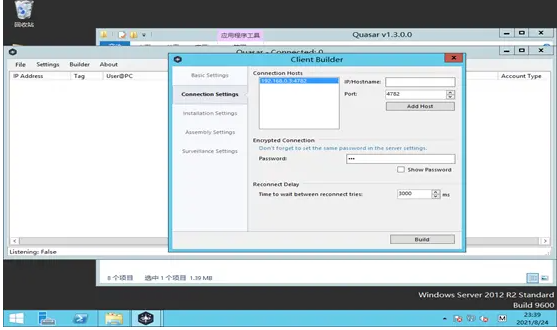 回收站
应用程序工具
Quasar v1.3.0.0
Quasar - Connected: 0
File Settings Builder About
IP Address Tag User@PC Account Type
Client Builder
Basic Settings
Connection Settings
Installation Settings
Assembly Settings
Surveillance Settings
Connection Hosts
192.168.0.3:4782
IP/Hostname:
Port: 4782
Add Host
Encrypted Connection
Don't forget to set the same password in the server settings.
Password: •••
Show Password
Reconnect Delay
Time to wait between reconnect tries: 3000 ms
Build
Listening: False
8 个项目 选中 1 个项目 1.39 MB
Windows Server 2012 R2 Standard
Build 9600
M
23:39
2021/8/24